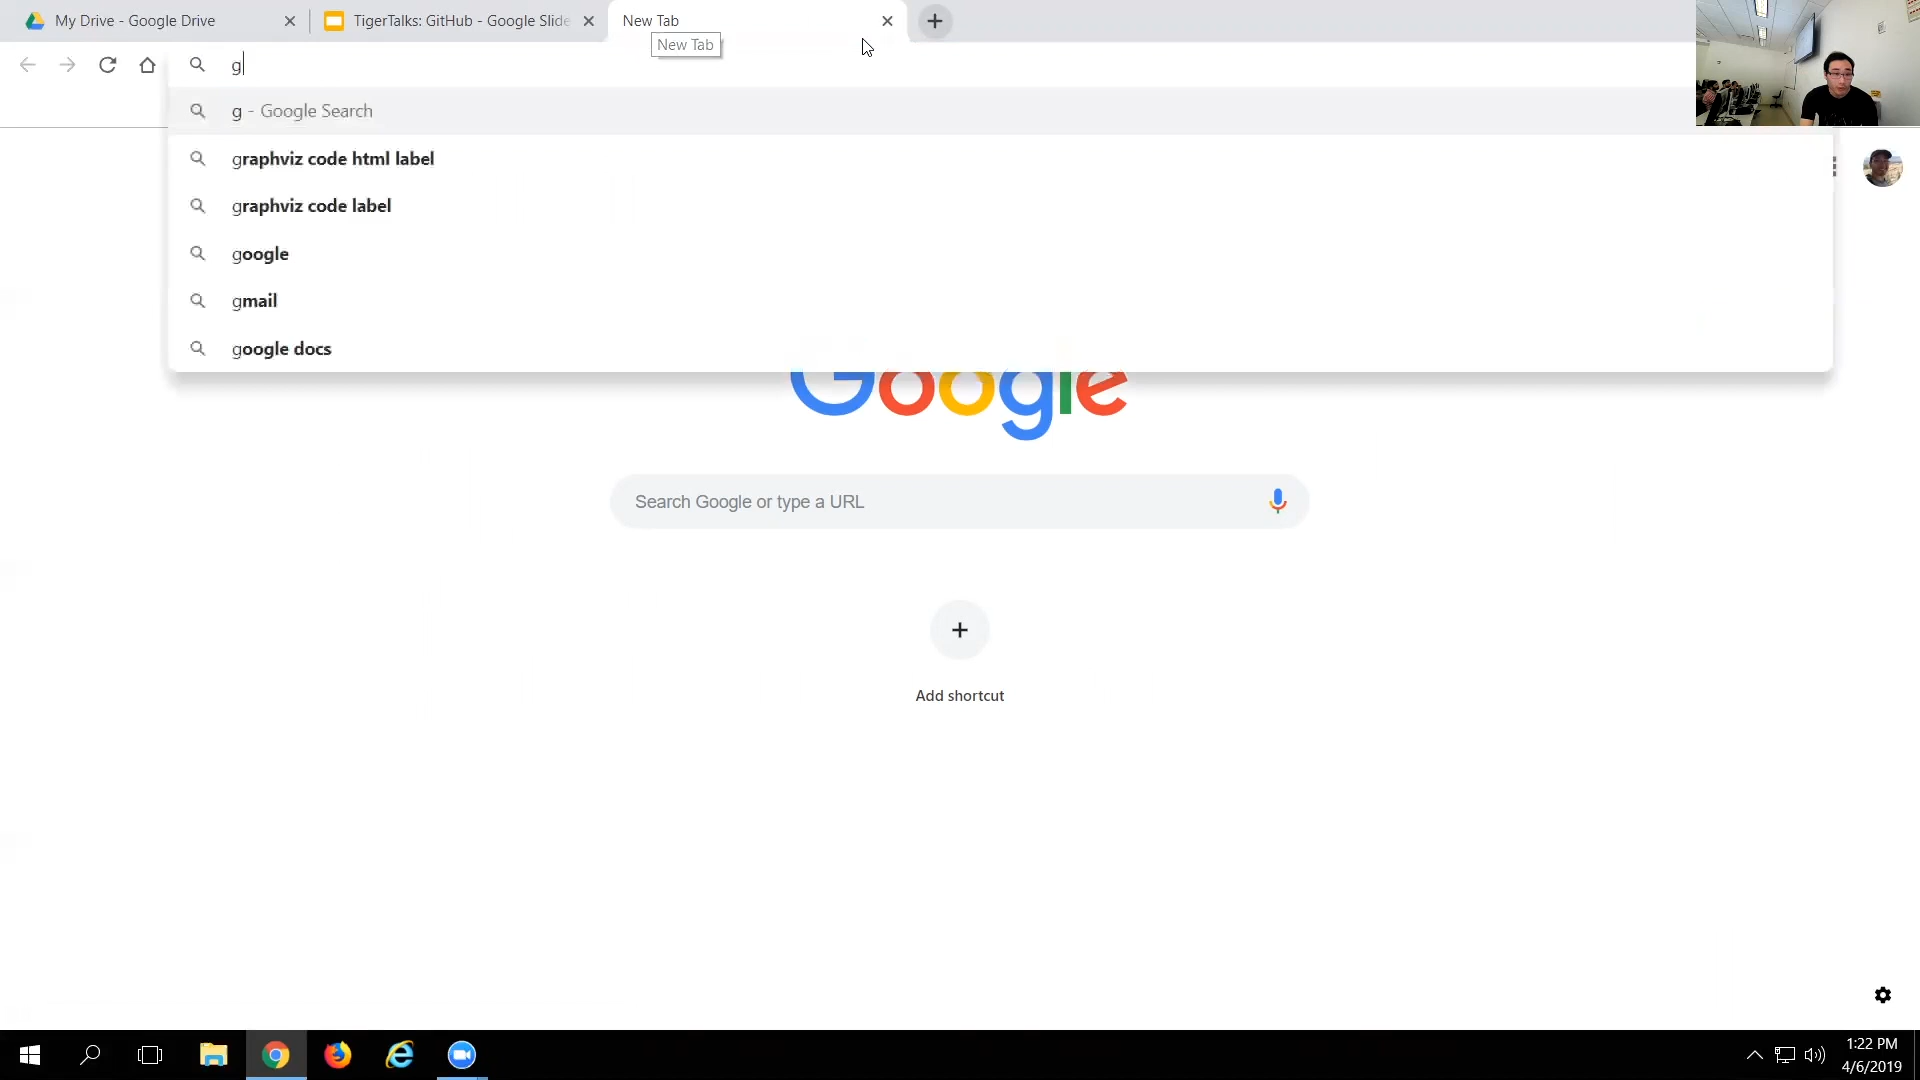 My Drive - Google Drive
TigerTalks: GitHub - Google Slide
New Tab
New Tab
g
g - Google Search
graphviz code html label
graphviz code label
google
gmail
google docs
Google
Search Google or type a URL
Add shortcut
1:22 PM
4/6/2019